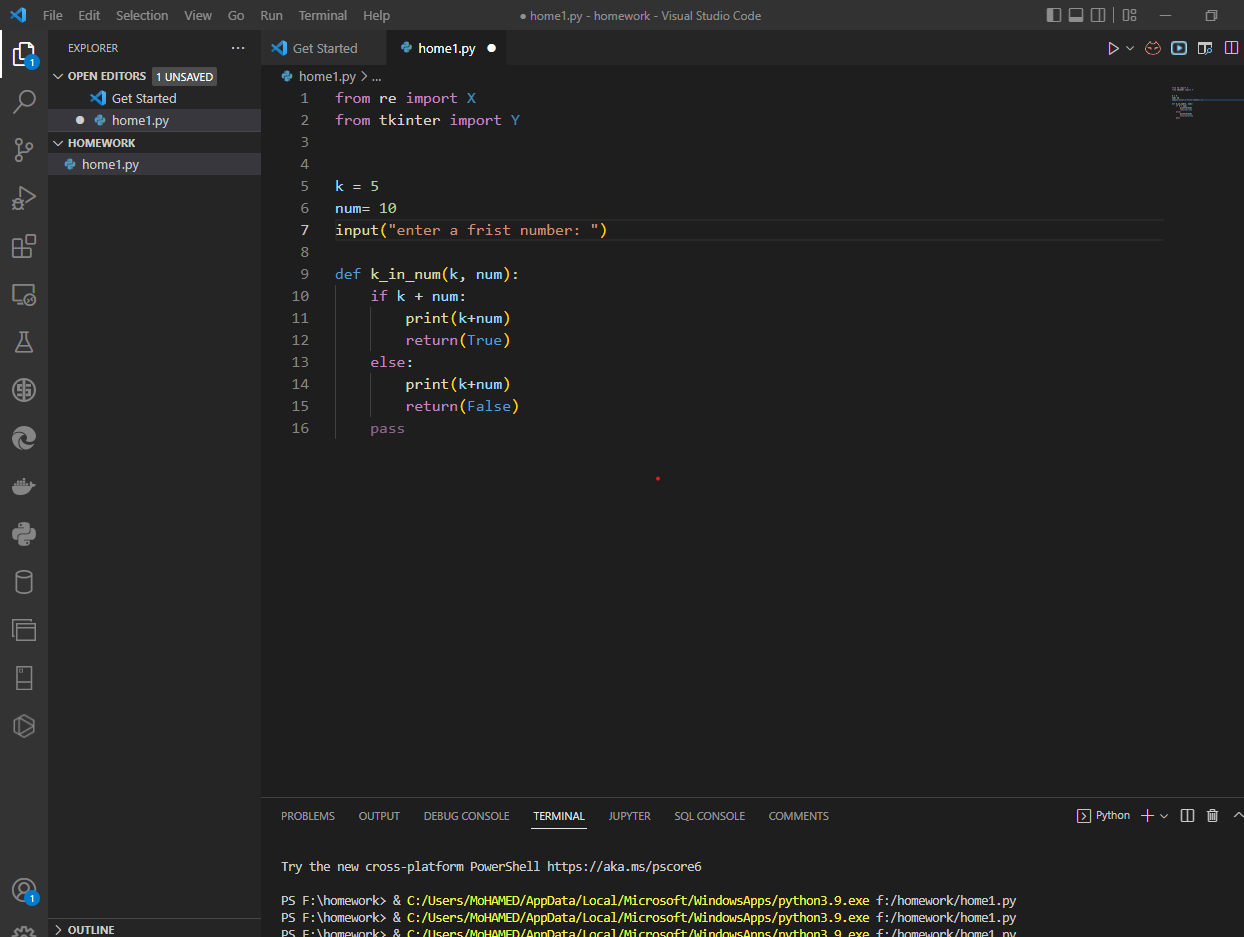 File Edit Selection View Go Run Terminal Help ● home1.py - homework - Visual Studio Code
EXPLORER ···
Get Started
home1.py ●
OPEN EDITORS 1 UNSAVED
Get Started
● home1.py
HOMEWORK
home1.py
home1.py > ...
1 from re import X
2 from tkinter import Y
3
4
5 k = 5
6 num= 10
7 input("enter a frist number: ")
8
9 def k_in_num(k, num):
10 if k + num:
11 print(k+num)
12 return(True)
13 else:
14 print(k+num)
15 return(False)
16 pass
1
1
PROBLEMS OUTPUT DEBUG CONSOLE TERMINAL JUPYTER SQL CONSOLE COMMENTS
Python
Try the new cross-platform PowerShell https://aka.ms/pscore6
PS F:\homework> & C:/Users/MoHAMED/AppData/Local/Microsoft/WindowsApps/python3.9.exe f:/homework/home1.py
PS F:\homework> & C:/Users/MoHAMED/AppData/Local/Microsoft/WindowsApps/python3.9.exe f:/homework/home1.py
PS F:\homework> & C:/Users/MoHAMED/AppData/Local/Microsoft/WindowsApps/python3.9.exe f:/homework/home1.py
OUTLINE